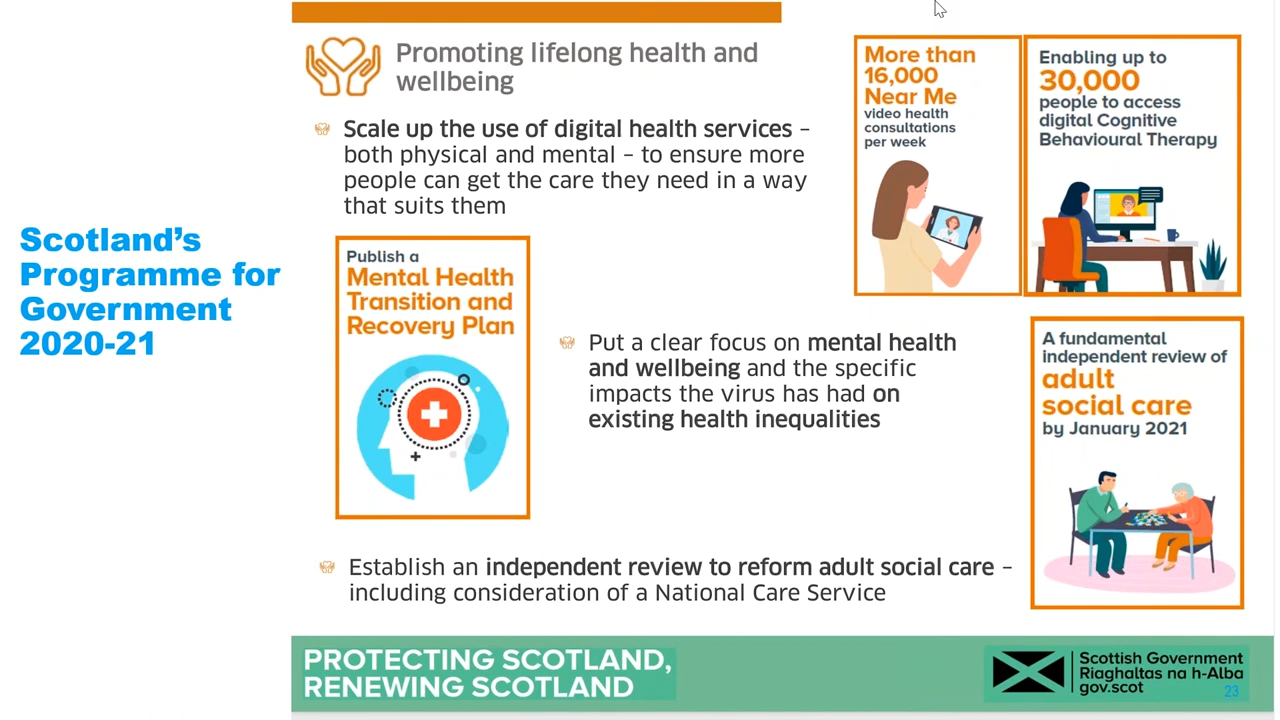 Scotland's
Programme for
Government
2020-21
Promoting lifelong health and
wellbeing
Scale up the use of digital health services –
both physical and mental – to ensure more
people can get the care they need in a way
that suits them
More than
16,000
Near Me
video health
consultations
per week
Enabling up to
30,000
people to access
digital Cognitive
Behavioural Therapy
Publish a
Mental Health
Transition and
Recovery Plan
Put a clear focus on mental health
and wellbeing and the specific
impacts the virus has had on
existing health inequalities
A fundamental
independent review of
adult
social care
by January 2021
Establish an independent review to reform adult social care –
including consideration of a National Care Service
PROTECTING SCOTLAND,
RENEWING SCOTLAND
Scottish Government
Riaghaltas na h-Alba
gov.scot
23